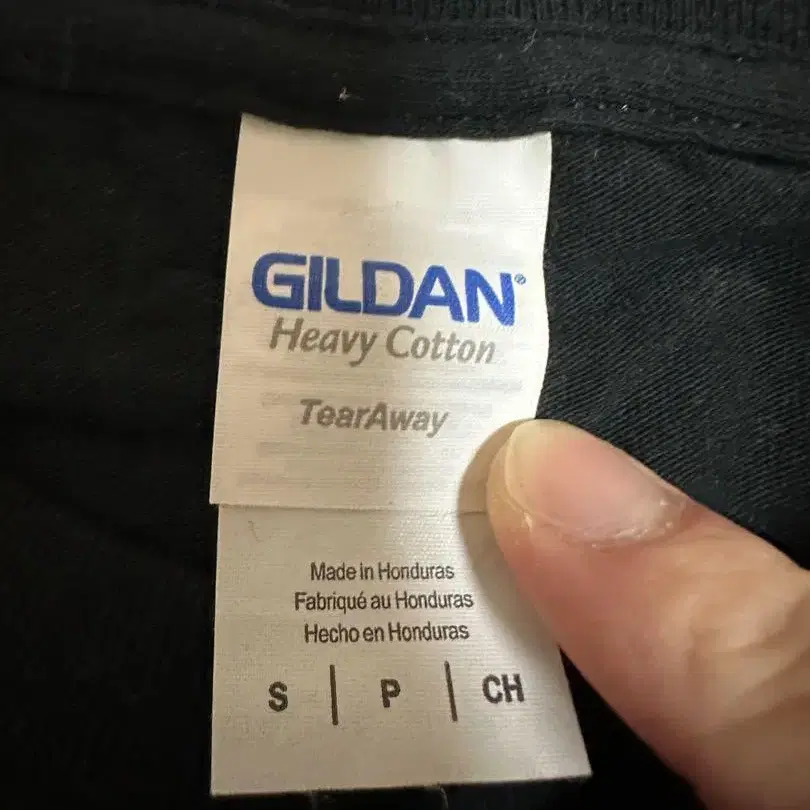 GILDAN®
Heavy Cotton
TearAway
Made in Honduras
Fabriqué au Honduras
Hecho en Honduras
S | P | CH